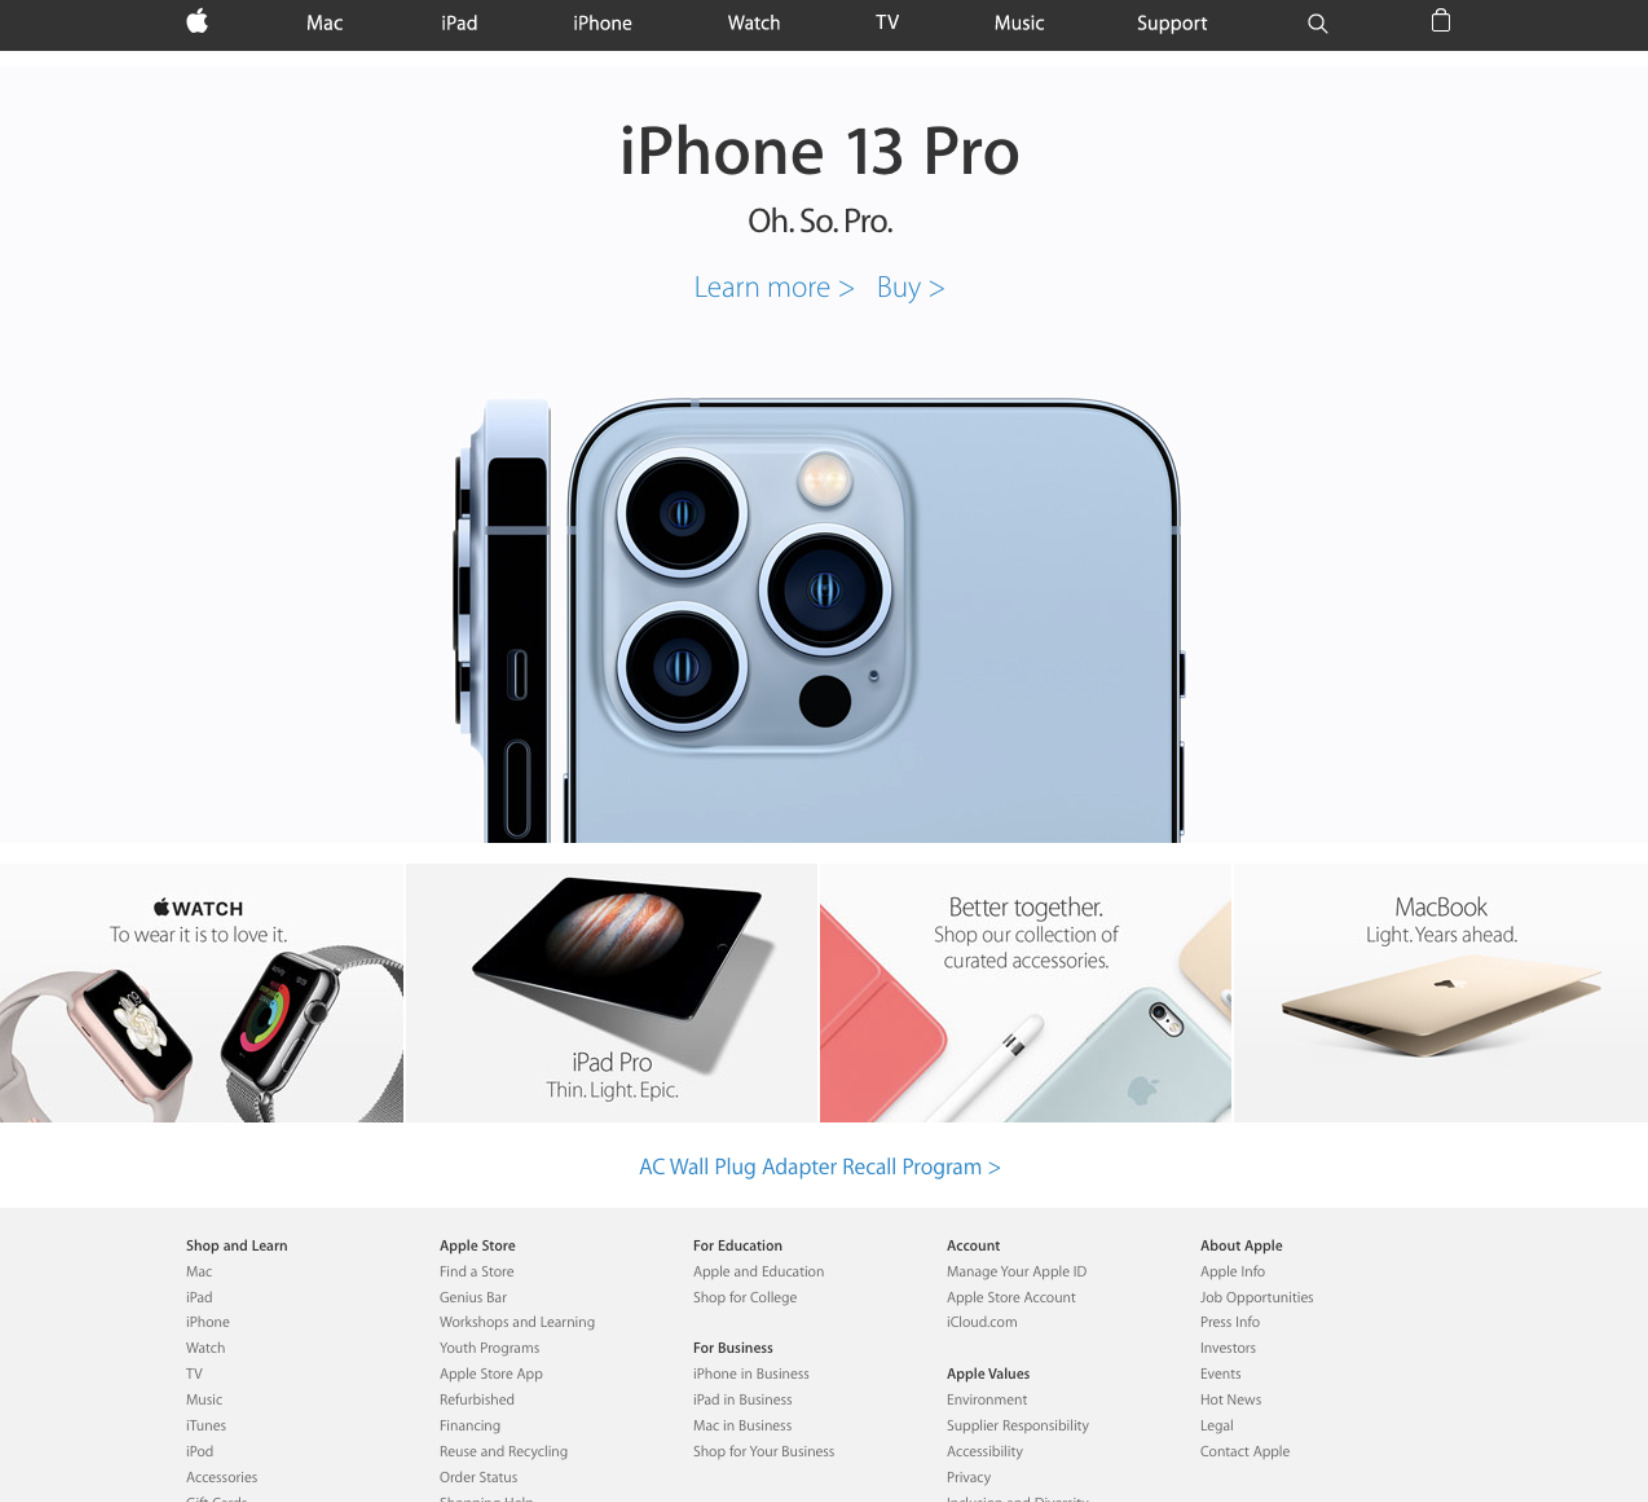 Mac iPad iPhone Watch TV Music Support
iPhone 13 Pro
Oh. So. Pro.
Learn more > Buy >
WATCH
To wear it is to love it.
iPad Pro
Thin. Light. Epic.
Better together.
Shop our collection of
curated accessories.
MacBook
Light. Years ahead.
AC Wall Plug Adapter Recall Program >
Shop and Learn
Mac
iPad
iPhone
Watch
TV
Music
iTunes
iPod
Accessories
Gift Cards
Apple Store
Find a Store
Genius Bar
Workshops and Learning
Youth Programs
Apple Store App
Refurbished
Financing
Reuse and Recycling
Order Status
Shopping Help
For Education
Apple and Education
Shop for College
For Business
iPhone in Business
iPad in Business
Mac in Business
Shop for Your Business
Account
Manage Your Apple ID
Apple Store Account
iCloud.com
Apple Values
Environment
Supplier Responsibility
Accessibility
Privacy
Inclusion and Diversity
About Apple
Apple Info
Job Opportunities
Press Info
Investors
Events
Hot News
Legal
Contact Apple